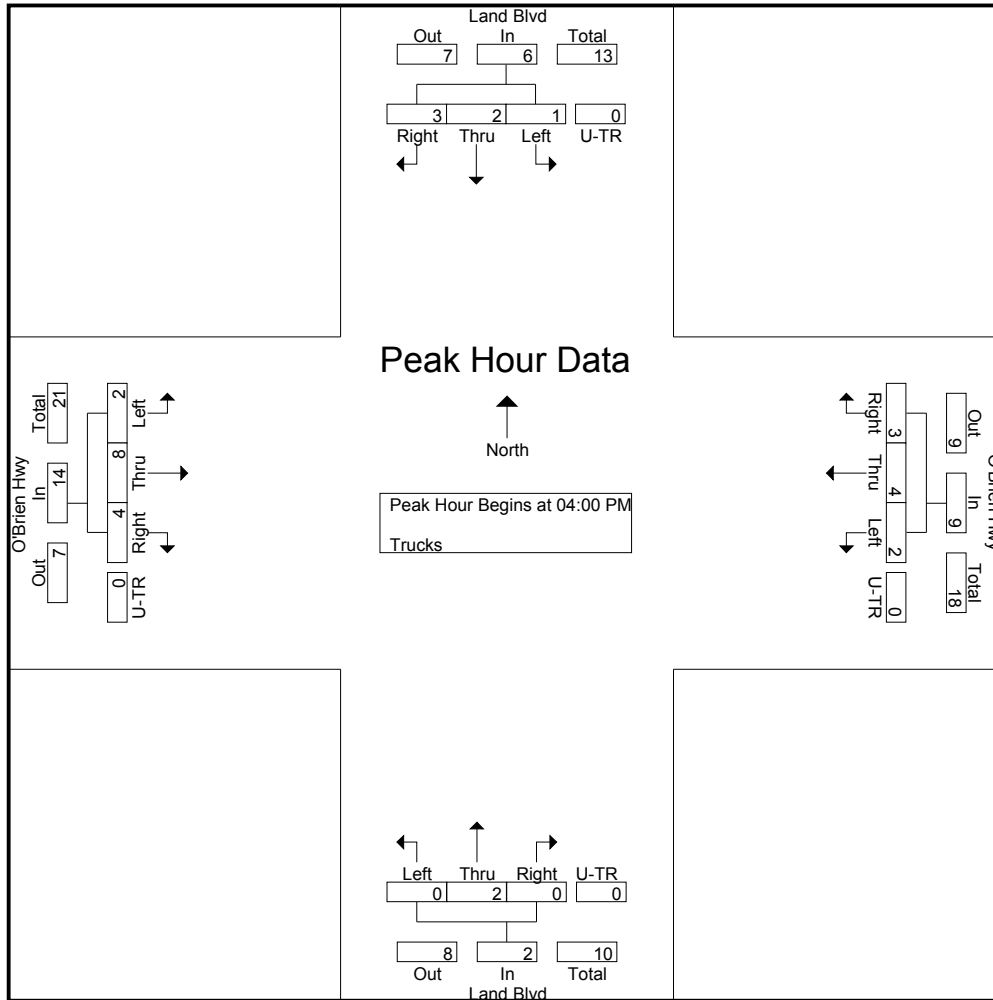 Land Blvd
Out In Total
7 6 13
3 2 1 0
Right Thru Left U-TR
Peak Hour Data
North
Peak Hour Begins at 04:00 PM
Trucks
O'Brien Hwy
Total In Out
21 14 7
2 8 4 0
Left Thru Right U-TR
Right Thru Left U-TR
3 4 2 0
Out In Total
9 9 18
O'Brien Hwy
Left Thru Right U-TR
0 2 0 0
8 2 10
Out In Total
Land Blvd